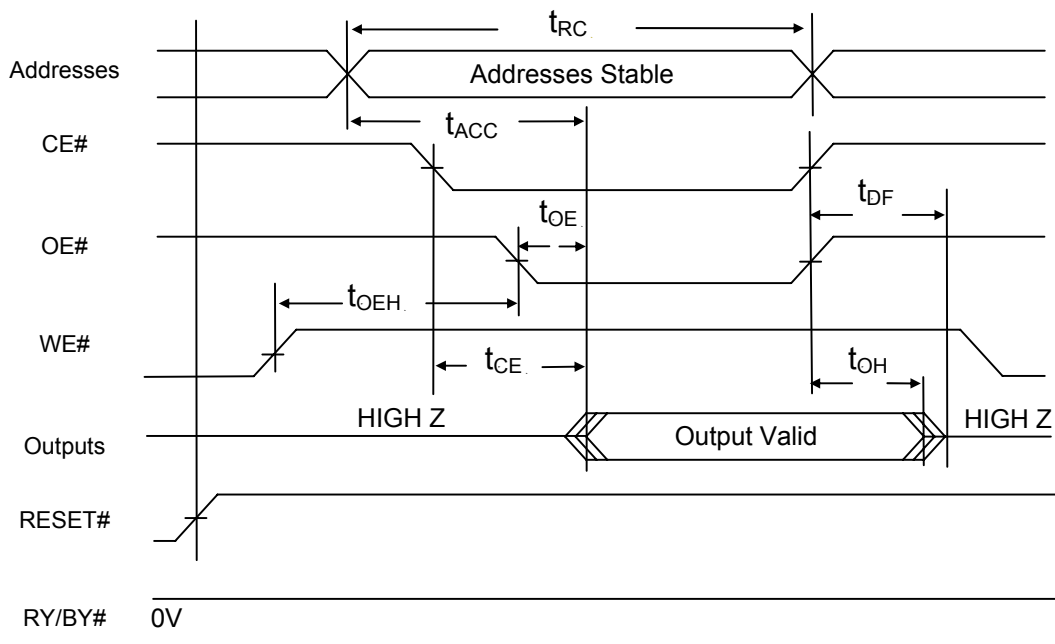 tRC
Addresses
Addresses Stable
tACC
CE#
tDF
tOE
OE#
tOEH
WE#
tCE
tOH
HIGH Z
HIGH Z
Output Valid
Outputs
RESET#
RY/BY#
0V